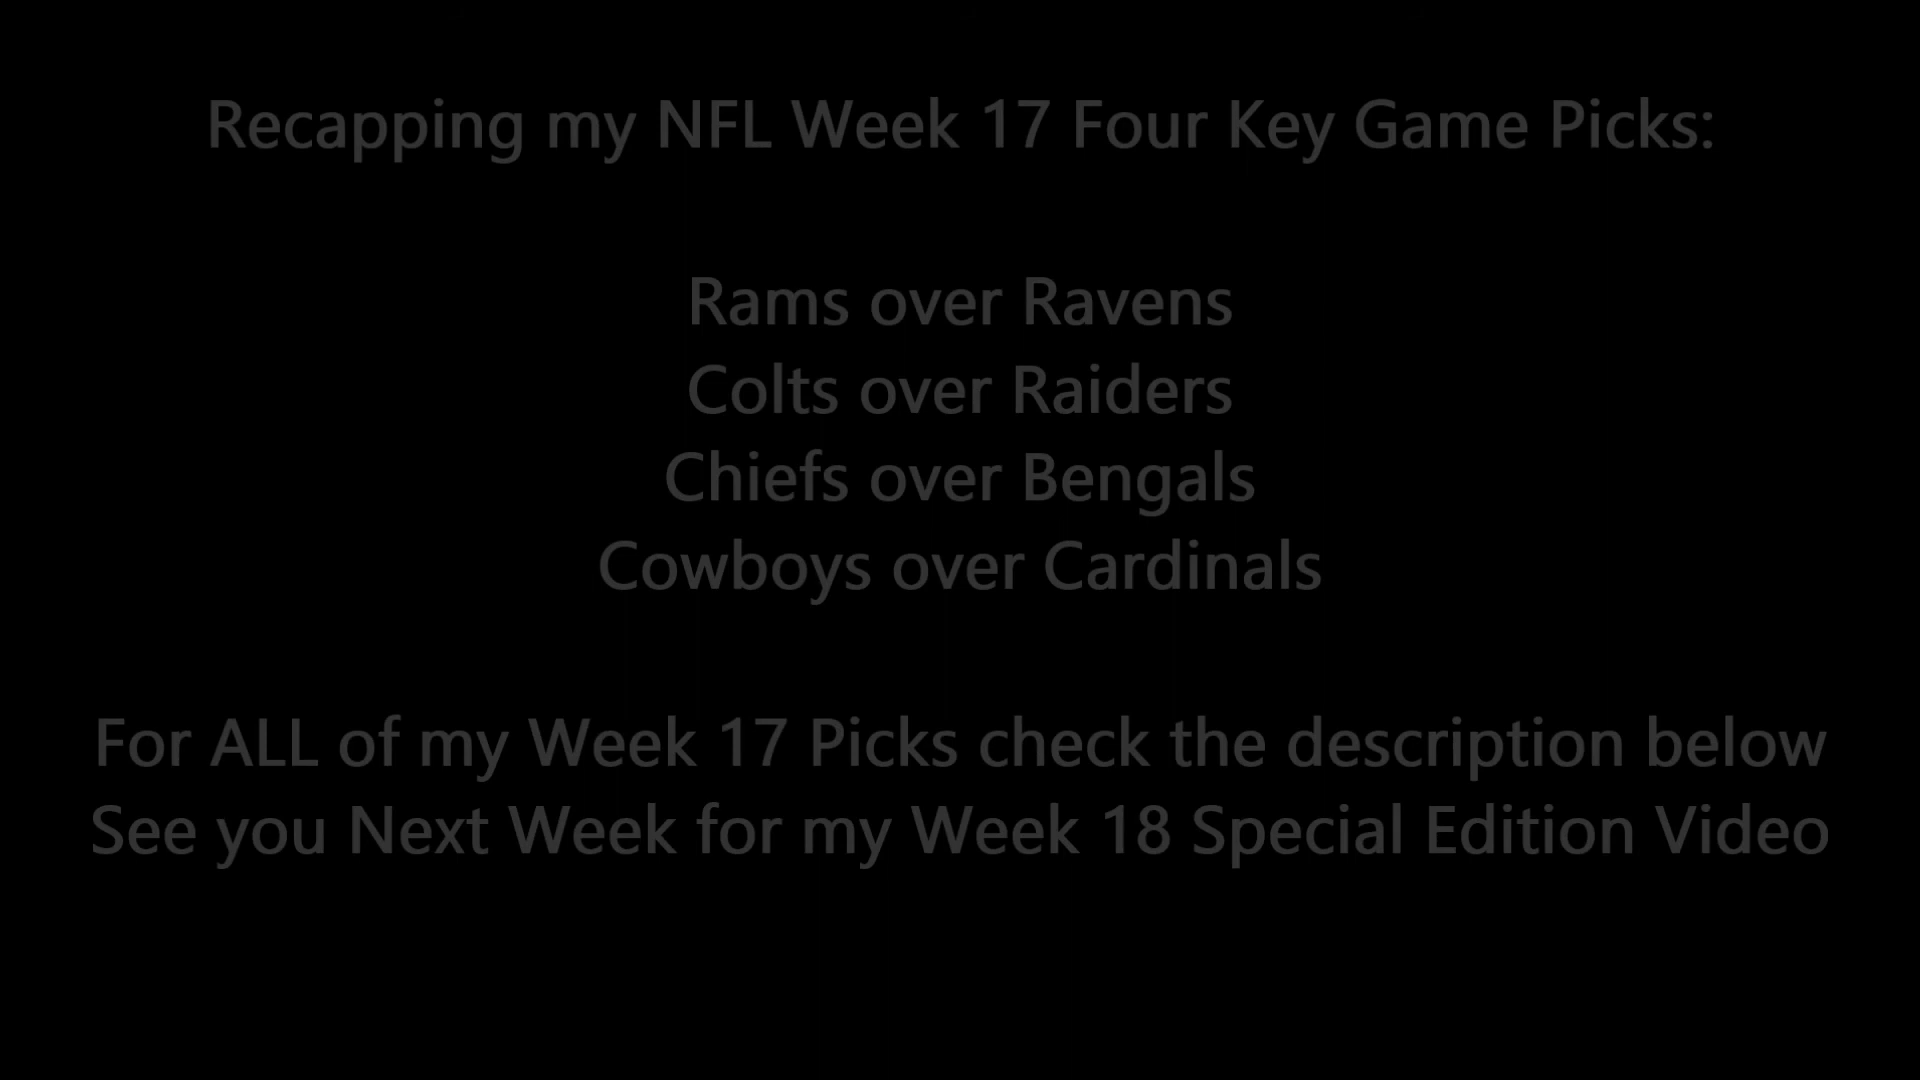 Recapping my NFL Week 17 Four Key Game Picks:
Rams over Ravens
Colts over Raiders
Chiefs over Bengals
Cowboys over Cardinals
For ALL of my Week 17 Picks check the description below
See you Next Week for my Week 18 Special Edition Video